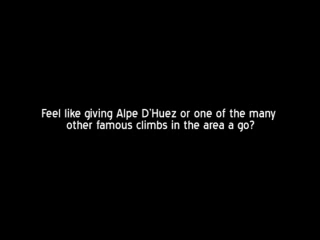 Feel like giving Alpe D'Huez or one of the many
other famous climbs in the area a go?